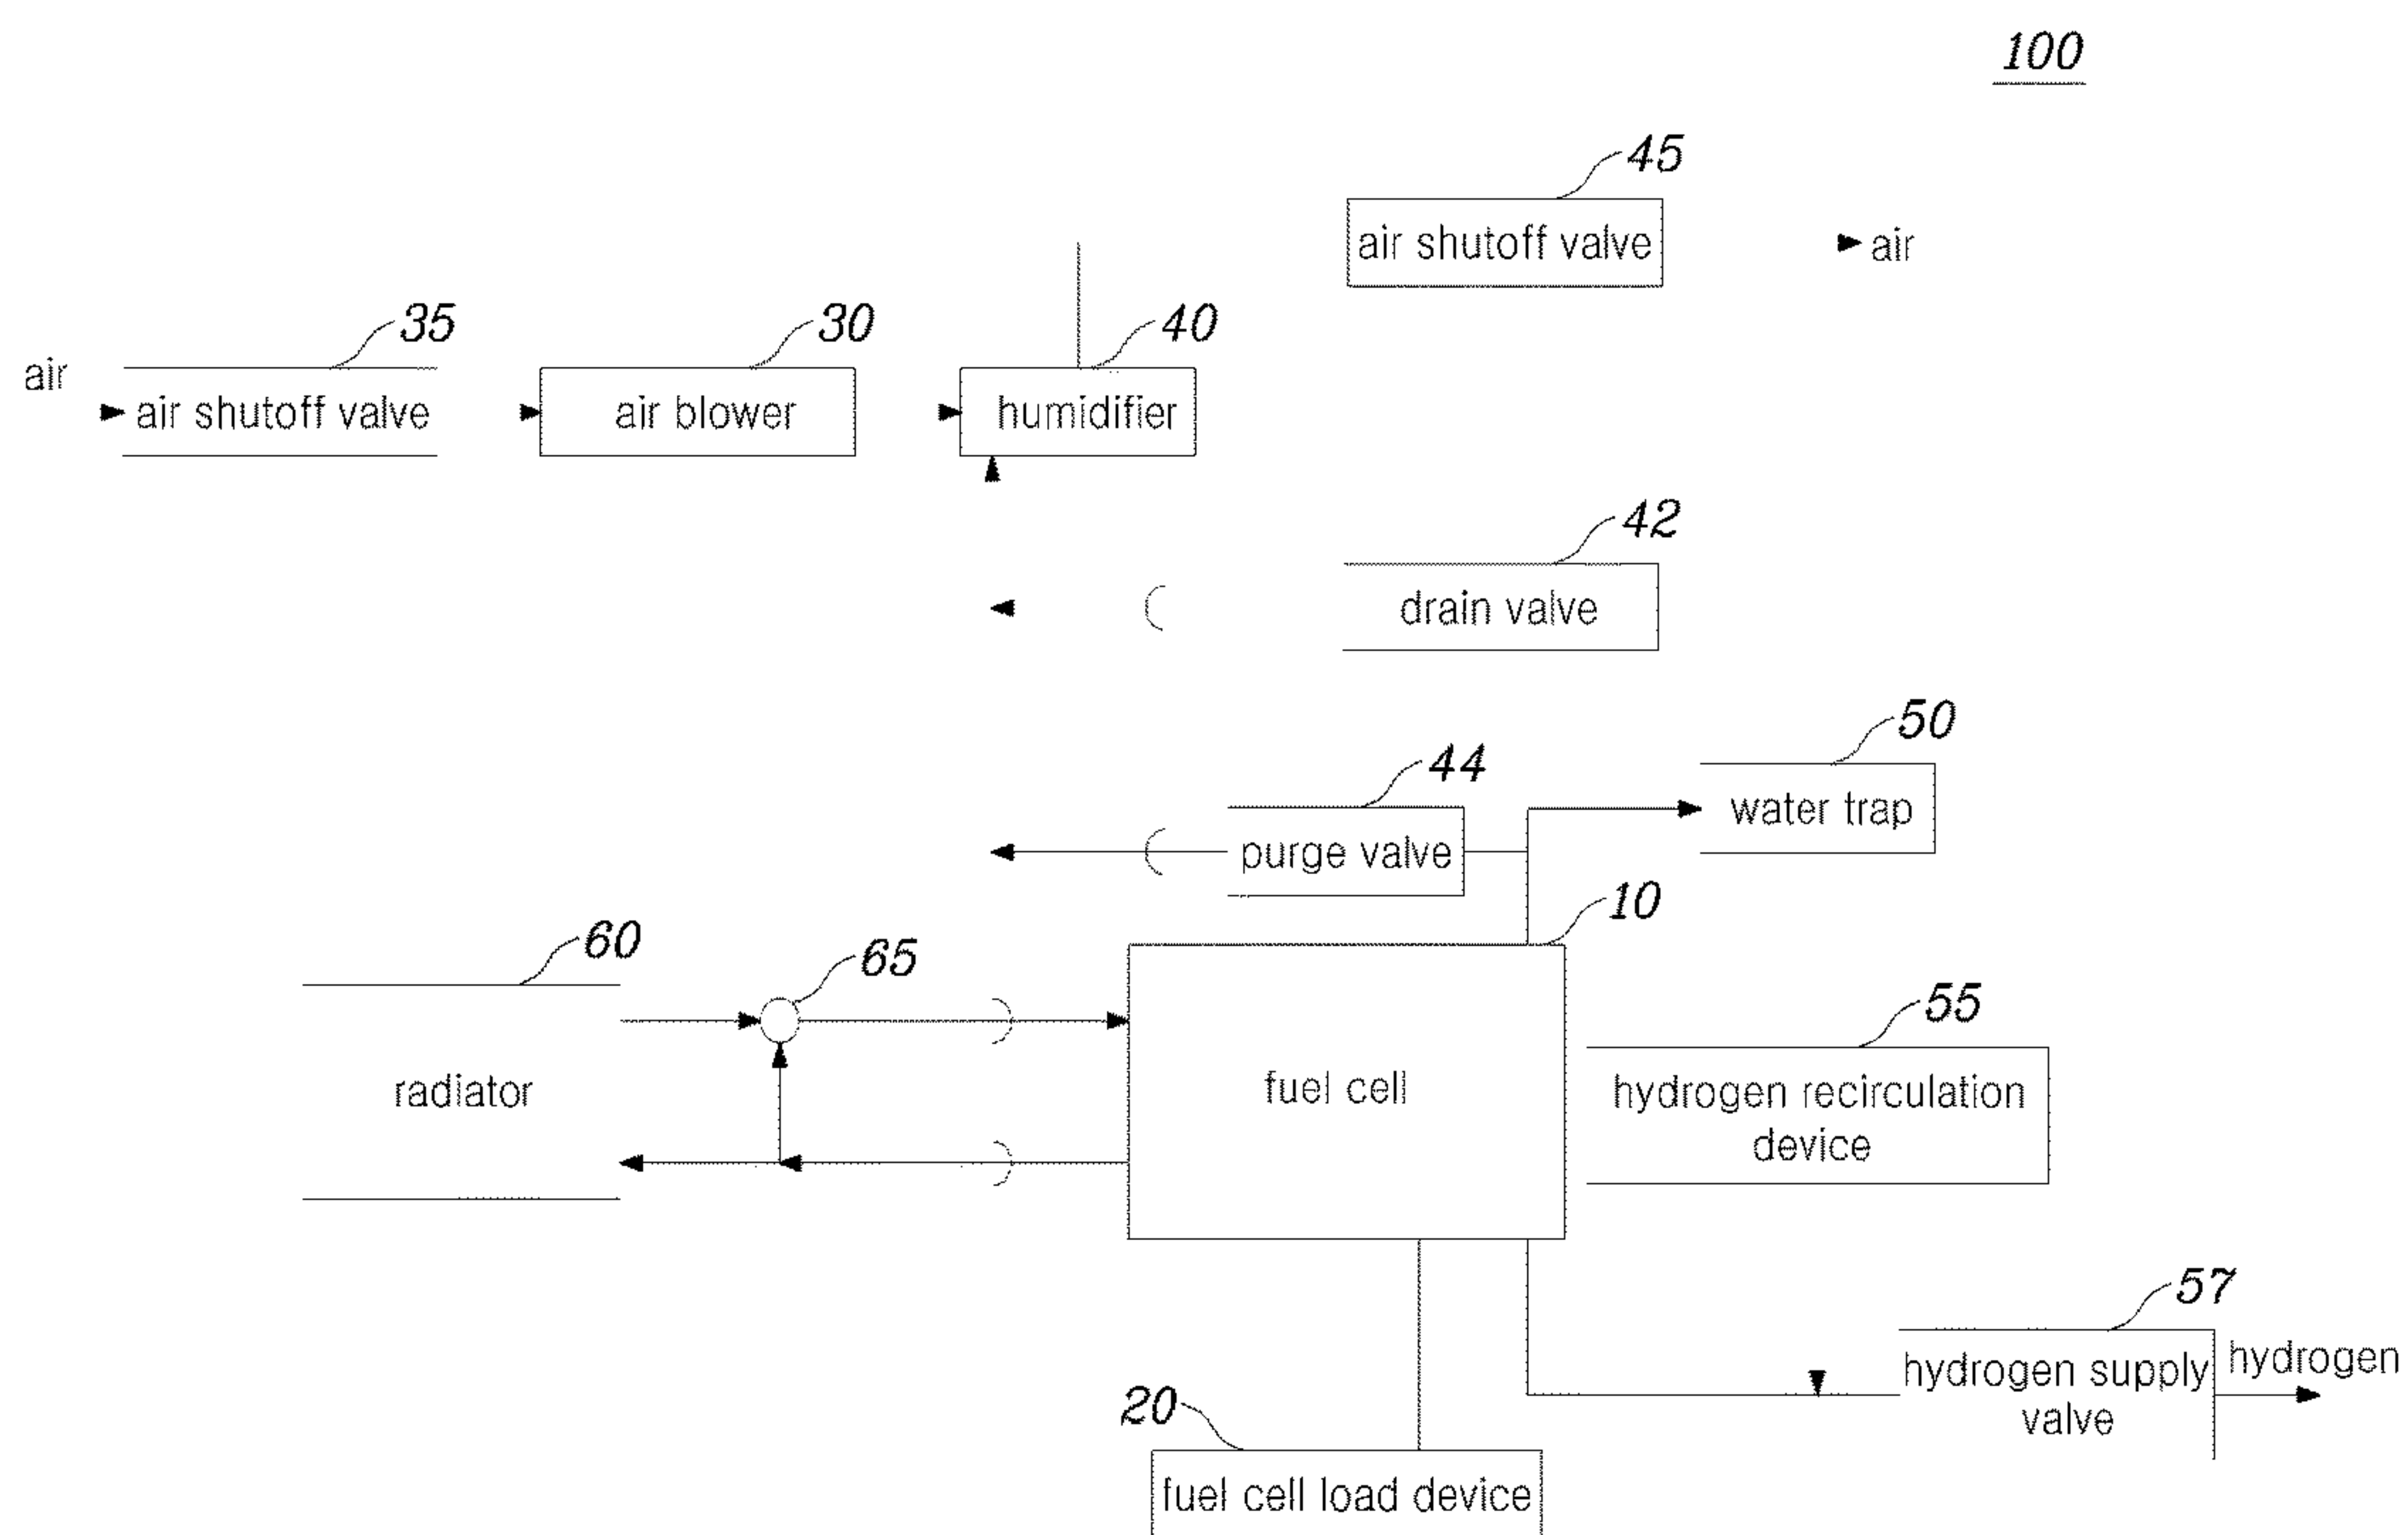 100
45
air shutoff valve
air
35
30
40
air
air shutoff valve
air blower
humidifier
42
drain valve
50
44
water trap
purge valve
10
60
65
55
radiator
fuel cell
hydrogen recirculation
device
57
hydrogen supply
valve
hydrogen
20
fuel cell load device